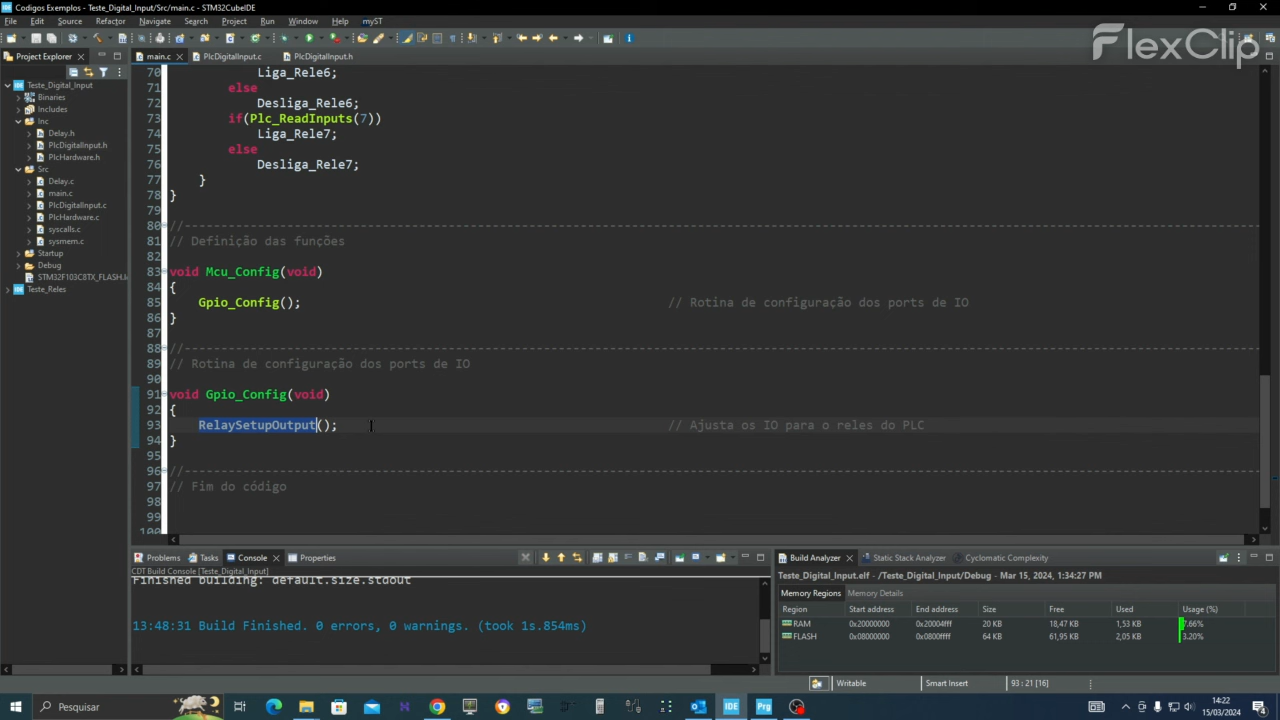 Codigos Exemplos - Teste_Digital_Input/Src/main.c - STM32CubeIDE
File Edit Source Refactor Navigate Search Project Run Window Help myST
FlexClip
Project Explorer
main.c PlcDigitalInput.c PlcDigitalInput.h
Teste_Digital_Input
Binaries
Includes
Inc
Delay.h
PlcDigitalInput.h
PlcHardware.h
Src
Delay.c
main.c
PlcDigitalInput.c
PlcHardware.c
syscalls.c
sysmem.c
Startup
Debug
STM32F103C8TX_FLASH.l
Teste_Reles
70 Liga_Rele6;
71 else
72 Desliga_Rele6;
73 if(Plc_ReadInputs(7))
74 Liga_Rele7;
75 else
76 Desliga_Rele7;
77 }
78 }
79
80 //---------------------------------------------------------------------
81 // Definição das funções
82
83 void Mcu_Config(void)
84 {
85 Gpio_Config(); // Rotina de configuração dos ports de IO
86 }
87
88 //---------------------------------------------------------------------
89 // Rotina de configuração dos ports de IO
90
91 void Gpio_Config(void)
92 {
93 RelaySetupOutput(); // Ajusta os IO para o reles do PLC
94 }
95
96 //---------------------------------------------------------------------
97 // Fim do código
98
99
100
Problems Tasks Console Properties
CDT Build Console [Teste_Digital_Input]
Finished building: default.size.stdout
13:48:31 Build Finished. 0 errors, 0 warnings. (took 1s.854ms)
Build Analyzer Static Stack Analyzer Cyclomatic Complexity
Teste_Digital_Input.elf - /Teste_Digital_Input/Debug - Mar 15, 2024, 1:34:27 PM
Memory Regions Memory Details
Region Start address End address Size Free Used Usage (%)
RAM 0x20000000 0x20004fff 20 KB 18,47 KB 1,53 KB 7.66%
FLASH 0x08000000 0x0800ffff 64 KB 61,95 KB 2,05 KB 3.20%
Writable Smart Insert 93 : 21 [16]
Pesquisar
IDE Prg
14:22
15/03/2024